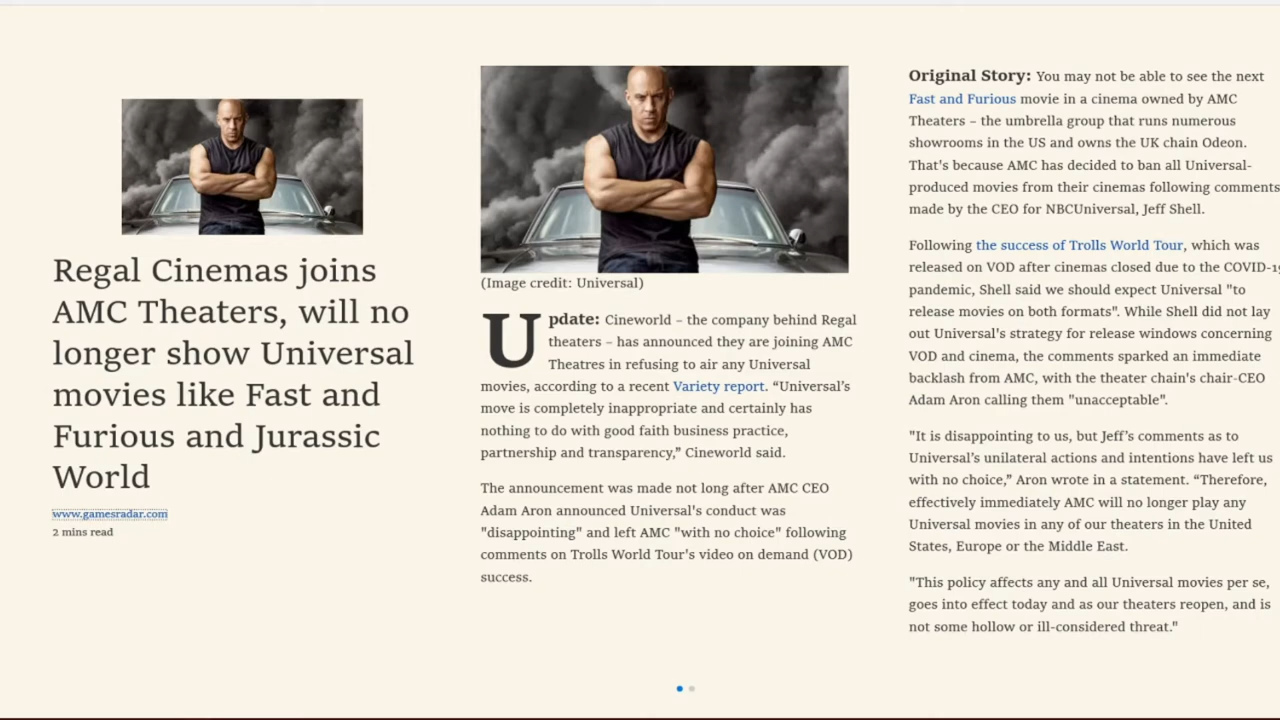 Regal Cinemas joins
AMC Theaters, will no
longer show Universal
movies like Fast and
Furious and Jurassic
World
www.gamesradar.com
2 mins read
(Image credit: Universal)
Update: Cineworld – the company behind Regal
theaters – has announced they are joining AMC
Theatres in refusing to air any Universal
movies, according to a recent Variety report. “Universal’s
move is completely inappropriate and certainly has
nothing to do with good faith business practice,
partnership and transparency,” Cineworld said.
The announcement was made not long after AMC CEO
Adam Aron announced Universal's conduct was
"disappointing" and left AMC "with no choice" following
comments on Trolls World Tour's video on demand (VOD)
success.
Original Story: You may not be able to see the next
Fast and Furious movie in a cinema owned by AMC
Theaters – the umbrella group that runs numerous
showrooms in the US and owns the UK chain Odeon.
That's because AMC has decided to ban all Universal-
produced movies from their cinemas following comments
made by the CEO for NBCUniversal, Jeff Shell.
Following the success of Trolls World Tour, which was
released on VOD after cinemas closed due to the COVID-19
pandemic, Shell said we should expect Universal "to
release movies on both formats". While Shell did not lay
out Universal's strategy for release windows concerning
VOD and cinema, the comments sparked an immediate
backlash from AMC, with the theater chain's chair-CEO
Adam Aron calling them "unacceptable".
"It is disappointing to us, but Jeff’s comments as to
Universal’s unilateral actions and intentions have left us
with no choice,” Aron wrote in a statement. “Therefore,
effectively immediately AMC will no longer play any
Universal movies in any of our theaters in the United
States, Europe or the Middle East.
"This policy affects any and all Universal movies per se,
goes into effect today and as our theaters reopen, and is
not some hollow or ill-considered threat."